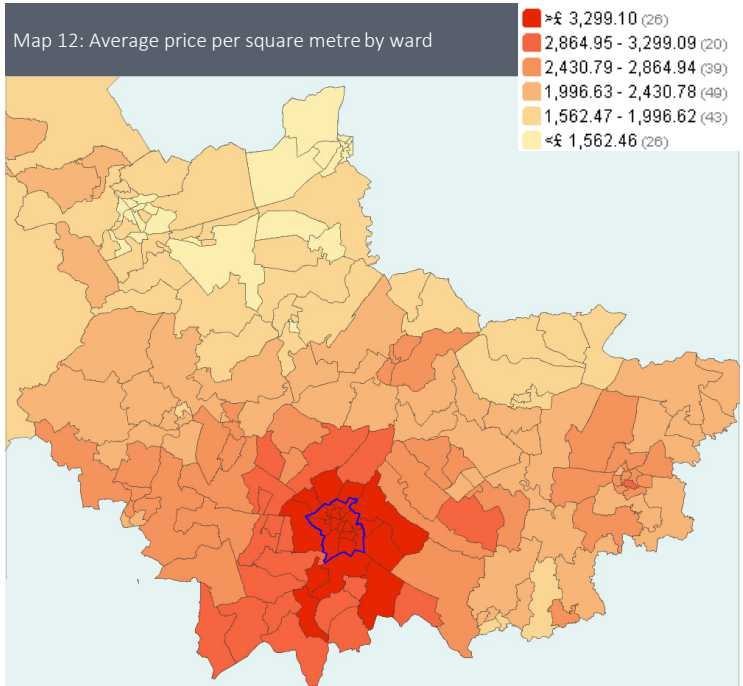 Map 12: Average price per square metre by ward
>£ 3,299.10 (26)
2,864.95 - 3,299.09 (20)
2,430.79 - 2,864.94 (39)
1,996.63 - 2,430.78 (49)
1,562.47 - 1,996.62 (43)
<£ 1,562.46 (26)